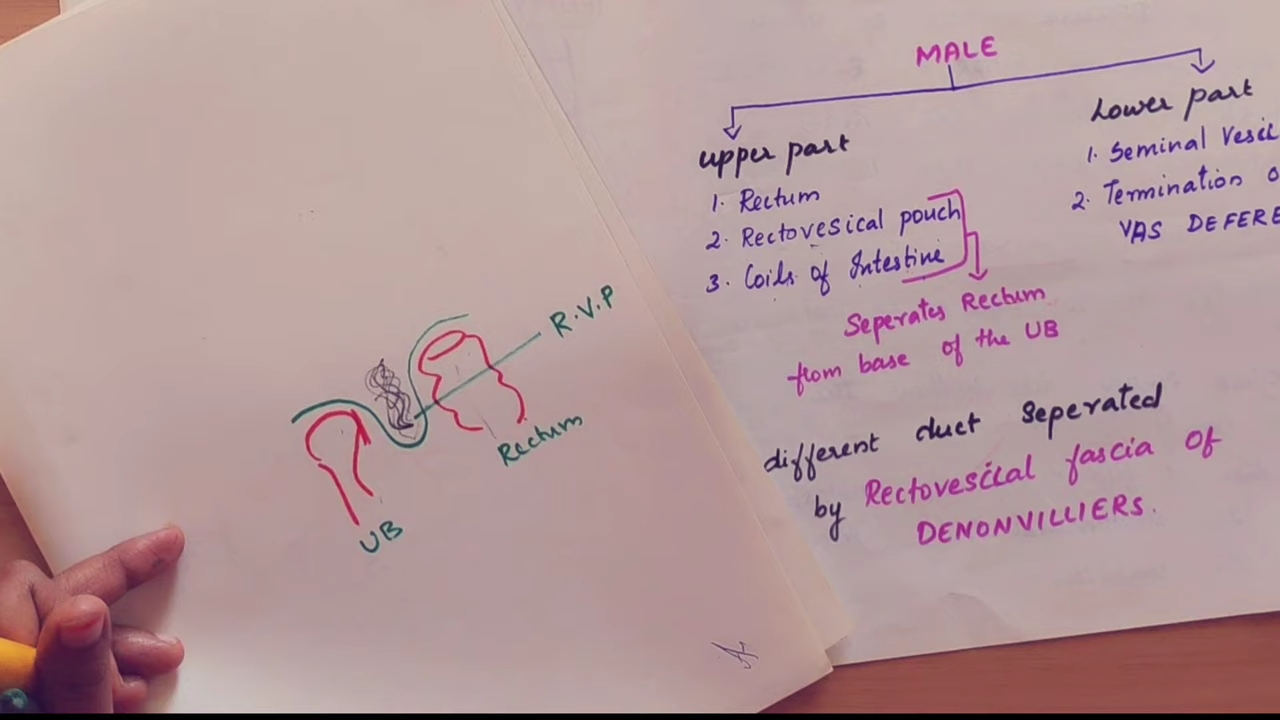 MALE
upper part
1. Rectum
2. Rectovesical pouch
3. Coils of Intestine
Seperates Rectum
from base of the UB
Lower part
1. Seminal Vesic
2. Termination o
VAS DEFERE
different duct seperated
by Rectovesical fascia of
DENONVILLIERS.
R.V.P
Rectum
UB